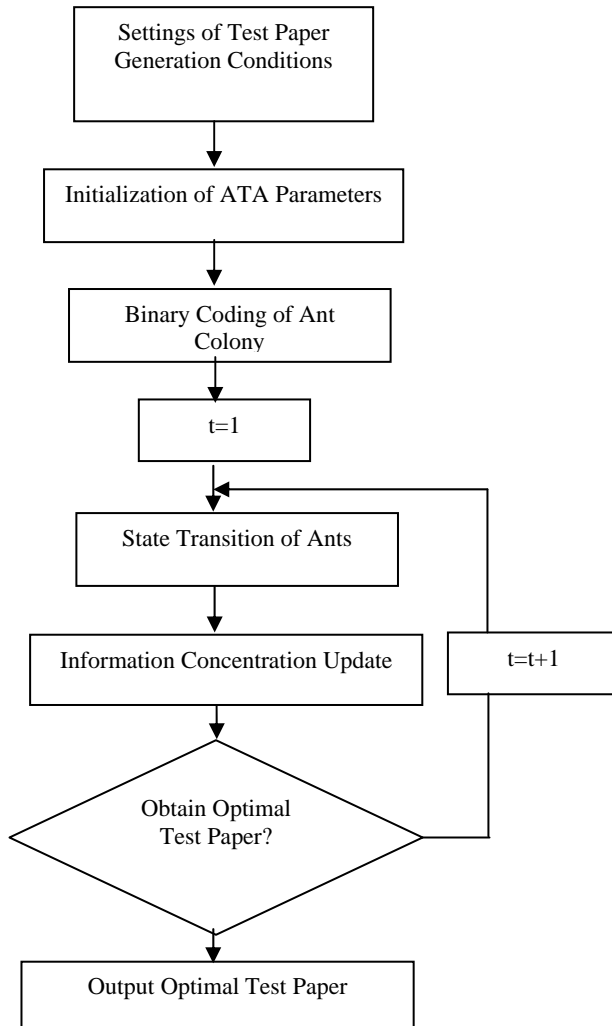 Settings of Test Paper
Generation Conditions
Initialization of ATA Parameters
Binary Coding of Ant
Colony
t=1
State Transition of Ants
Information Concentration Update
t=t+1
Obtain Optimal
Test Paper?
Output Optimal Test Paper